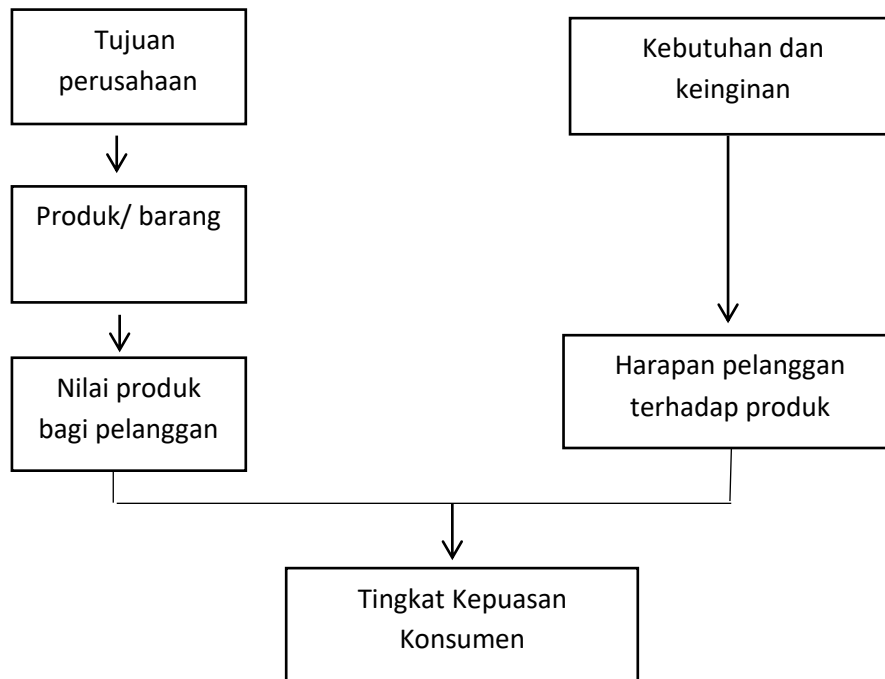 Tujuan
perusahaan
Kebutuhan dan
keinginan
Produk/ barang
Nilai produk
bagi pelanggan
Harapan pelanggan
terhadap produk
Tingkat Kepuasan
Konsumen